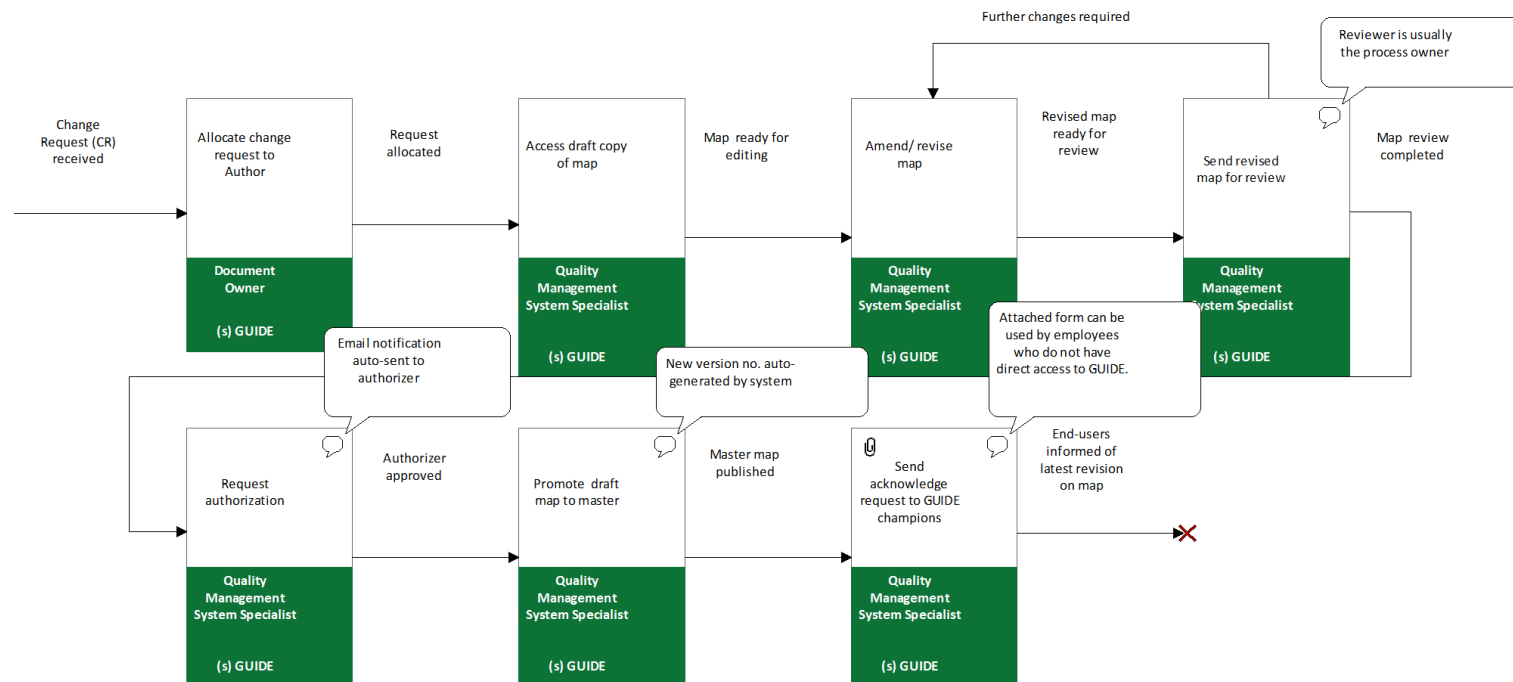 Further changes required
Reviewer is usually
the process owner
Change
Request (CR)
received
Allocate change
request to
Author
Request
allocated
Access draft copy
of map
Map ready for
editing
Amend/ revise
map
Revised map
ready for
review
Send revised
map for review
Map review
completed
Document
Owner
(s) GUIDE
Quality
Management
System Specialist
(s) GUIDE
Quality
Management
System Specialist
(s) GUIDE
Quality
Management
System Specialist
(s) GUIDE
Email notification
auto-sent to
authorizer
New version no. auto-
generated by system
Attached form can be
used by employees
who do not have
direct access to GUIDE.
Request
authorization
Authorizer
approved
Promote draft
map to master
Master map
published
Send
acknowledge
request to GUIDE
champions
End-users
informed of
latest revision
on map
Quality
Management
System Specialist
(s) GUIDE
Quality
Management
System Specialist
(s) GUIDE
Quality
Management
System Specialist
(s) GUIDE